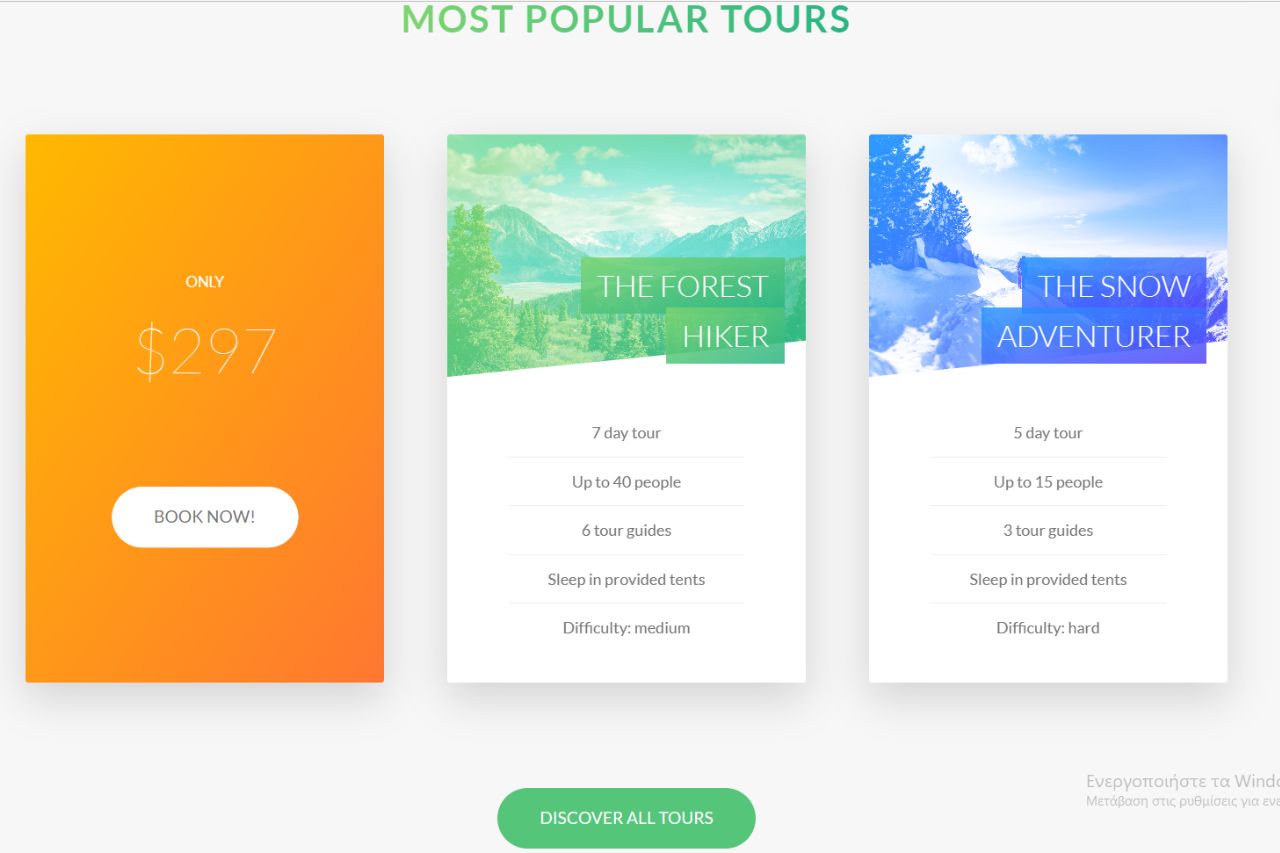 MOST POPULAR TOURS
ONLY
$297
BOOK NOW!
THE FOREST
HIKER
7 day tour
Up to 40 people
6 tour guides
Sleep in provided tents
Difficulty: medium
THE SNOW
ADVENTURER
5 day tour
Up to 15 people
3 tour guides
Sleep in provided tents
Difficulty: hard
DISCOVER ALL TOURS
Ενεργοποιήστε τα
Μετάβαση στις ρυθμίσεις για